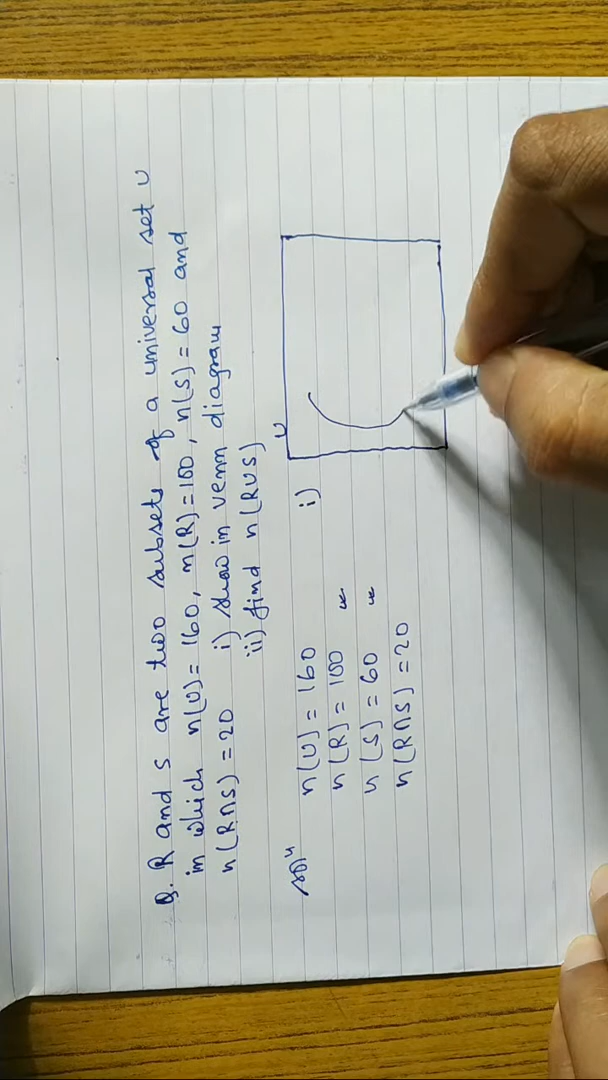 Q. R and S are two subsets of a universal set U
in which n(U) = 160, n(R) = 100, n(S) = 60 and
n(R∩S) = 20 i) show in venn diagram
ii) find n(R∪S)
solⁿ n(U) = 160
n(R) = 100
n(S) = 60
n(R∩S) = 20
i)
U